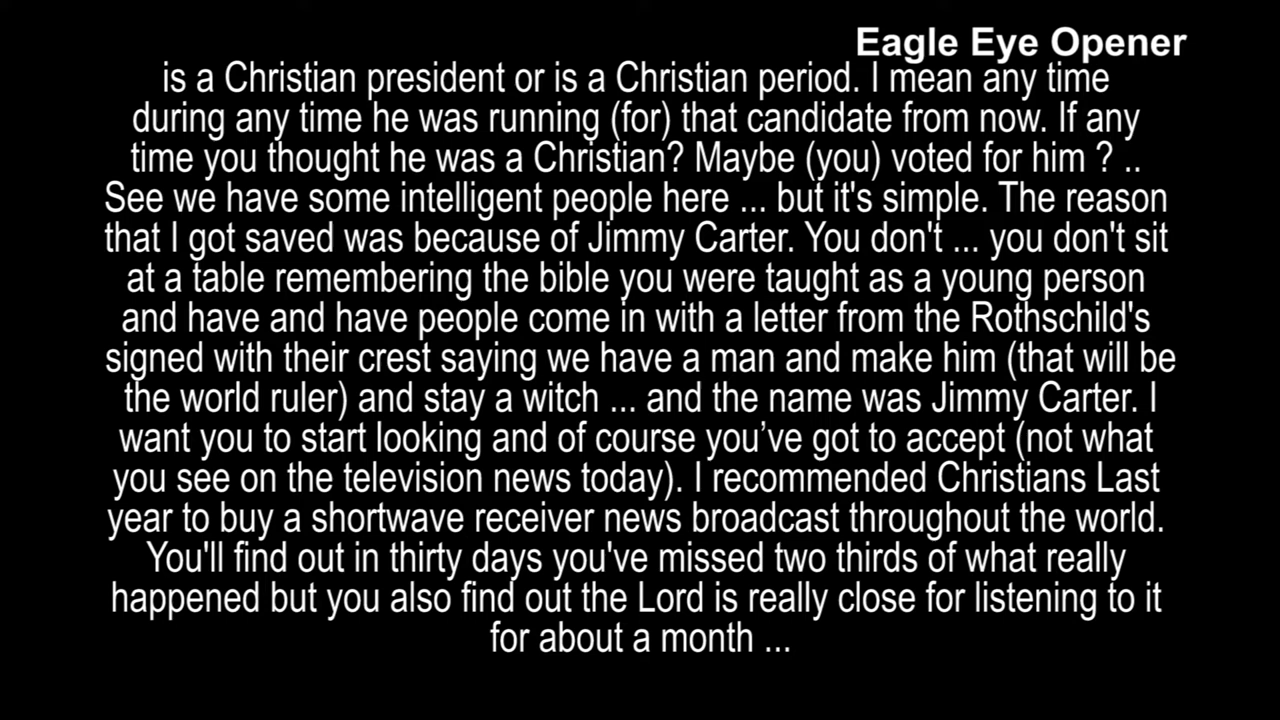 Eagle Eye Opener
is a Christian president or is a Christian period. I mean any time
during any time he was running (for) that candidate from now. If any
time you thought he was a Christian? Maybe (you) voted for him ? ..
See we have some intelligent people here ... but it's simple. The reason
that I got saved was because of Jimmy Carter. You don't ... you don't sit
at a table remembering the bible you were taught as a young person
and have and have people come in with a letter from the Rothschild's
signed with their crest saying we have a man and make him (that will be
the world ruler) and stay a witch ... and the name was Jimmy Carter. I
want you to start looking and of course you’ve got to accept (not what
you see on the television news today). I recommended Christians Last
year to buy a shortwave receiver news broadcast throughout the world.
You'll find out in thirty days you've missed two thirds of what really
happened but you also find out the Lord is really close for listening to it
for about a month ...